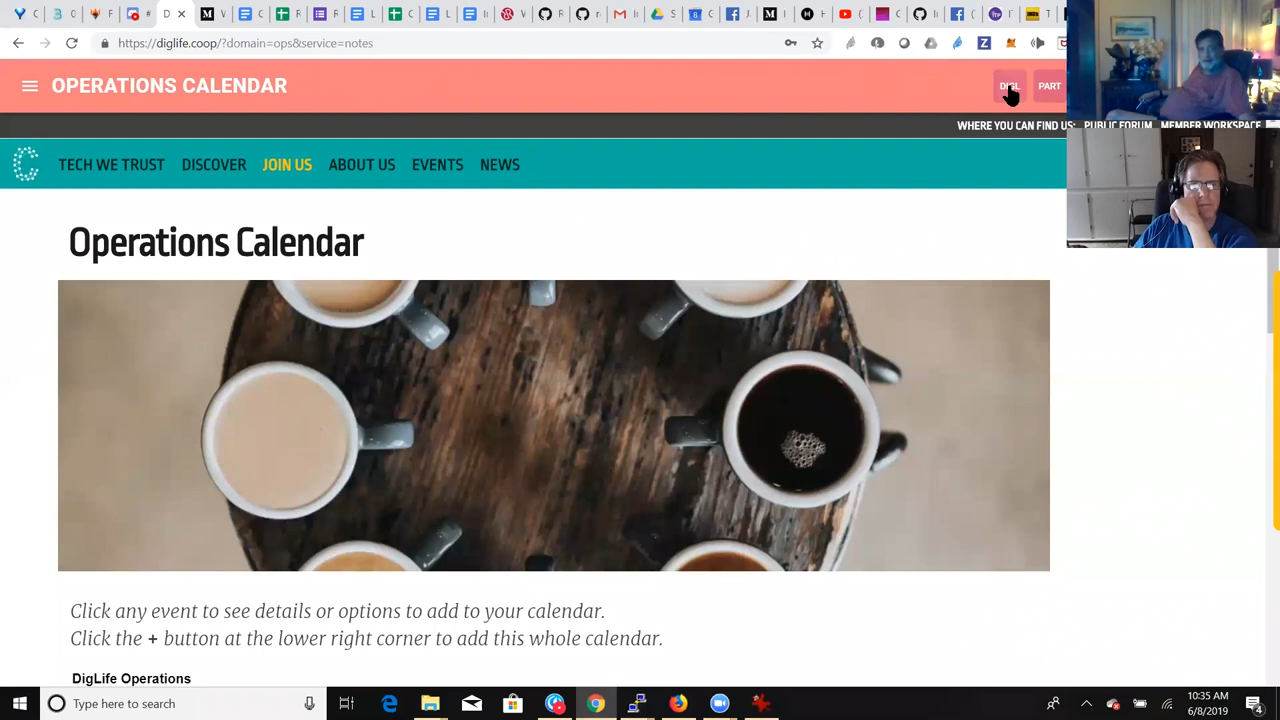 https://diglife.coop/?domain=ops&service=notes
OPERATIONS CALENDAR
PART
WHERE YOU CAN FIND US: PUBLIC FORUM MEMBER WORKSPACE
TECH WE TRUST DISCOVER JOIN US ABOUT US EVENTS NEWS
Operations Calendar
Click any event to see details or options to add to your calendar.
Click the + button at the lower right corner to add this whole calendar.
DigLife Operations
Type here to search
10:35 AM
6/8/2019
4